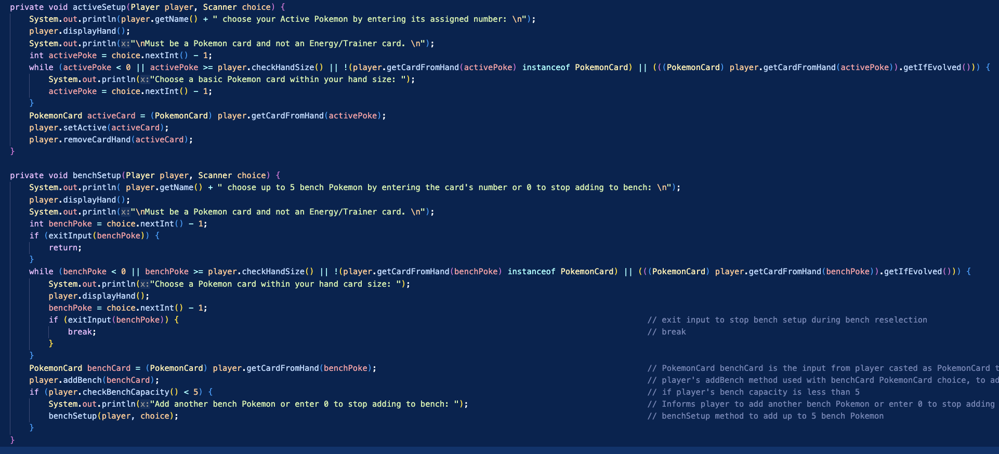 private void activeSetup(Player player, Scanner choice) {
    System.out.println(player.getName() + " choose your Active Pokemon by entering its assigned number: \n");
    player.displayHand();
    System.out.println(x:"\nMust be a Pokemon card and not an Energy/Trainer card. \n");
    int activePoke = choice.nextInt() - 1;
    while (activePoke < 0 || activePoke >= player.checkHandSize() || !(player.getCardFromHand(activePoke) instanceof PokemonCard) || (((PokemonCard) player.getCardFromHand(activePoke)).getIfEvolved())) {
        System.out.println(x:"Choose a basic Pokemon card within your hand size: ");
        activePoke = choice.nextInt() - 1;
    }
    PokemonCard activeCard = (PokemonCard) player.getCardFromHand(activePoke);
    player.setActive(activeCard);
    player.removeCardHand(activeCard);
}

private void benchSetup(Player player, Scanner choice) {
    System.out.println( player.getName() + " choose up to 5 bench Pokemon by entering the card's number or 0 to stop adding to bench: \n");
    player.displayHand();
    System.out.println(x:"\nMust be a Pokemon card and not an Energy/Trainer card. \n");
    int benchPoke = choice.nextInt() - 1;
    if (exitInput(benchPoke)) {
        return;
    }
    while (benchPoke < 0 || benchPoke >= player.checkHandSize() || !(player.getCardFromHand(benchPoke) instanceof PokemonCard) || (((PokemonCard) player.getCardFromHand(benchPoke)).getIfEvolved())) {
        System.out.println(x:"Choose a Pokemon card within your hand card size: ");
        player.displayHand();
        benchPoke = choice.nextInt() - 1;
        if (exitInput(benchPoke)) { // exit input to stop bench setup during bench reselection
            break; // break
        }
    }
    PokemonCard benchCard = (PokemonCard) player.getCardFromHand(benchPoke); // PokemonCard benchCard is the input from player casted as PokemonCard t
    player.addBench(benchCard); // player's addBench method used with benchCard PokemonCard choice, to ad
    if (player.checkBenchCapacity() < 5) { // if player's bench capacity is less than 5
        System.out.println(x:"Add another bench Pokemon or enter 0 to stop adding to bench: "); // Informs player to add another bench Pokemon or enter 0 to stop adding
        benchSetup(player, choice); // benchSetup method to add up to 5 bench Pokemon
    }
}